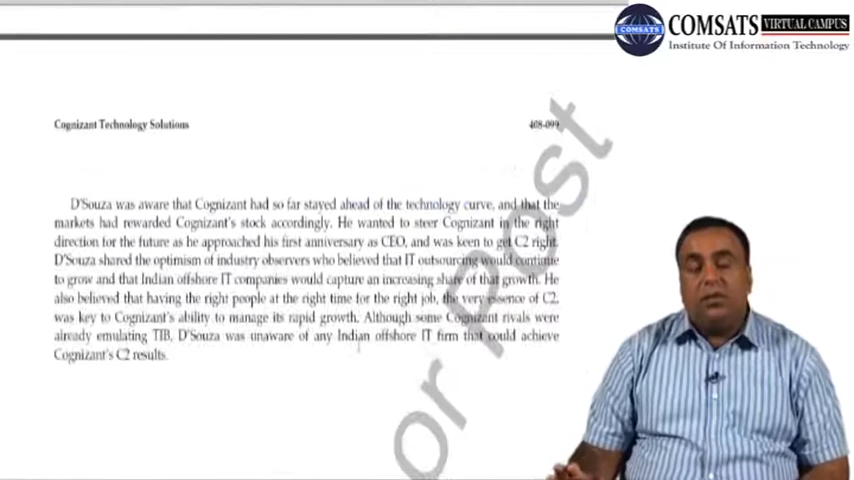 COMSATS VIRTUAL CAMPUS
COMSATS
Institute Of Information Technology
Cognizant Technology Solutions 408-099
D'Souza was aware that Cognizant had so far stayed ahead of the technology curve, and that the
markets had rewarded Cognizant's stock accordingly. He wanted to steer Cognizant in the right
direction for the future as he approached his first anniversary as CEO, and was keen to get C2 right.
D'Souza shared the optimism of industry observers who believed that IT outsourcing would continue
to grow and that Indian offshore IT companies would capture an increasing share of that growth. He
also believed that having the right people at the right time for the right job, the very essence of C2,
was key to Cognizant's ability to manage its rapid growth. Although some Cognizant rivals were
already emulating TIB, D'Souza was unaware of any Indian offshore IT firm that could achieve
Cognizant's C2 results.
or Post